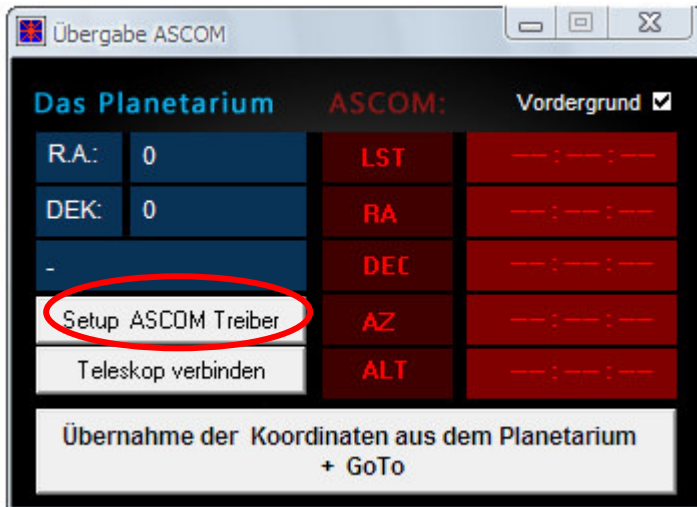 Übergabe ASCOM
Das Planetarium ASCOM: Vordergrund
R.A.: 0 LST --:--:--
DEK: 0 RA --:--:--
- DEC --:--:--
Setup ASCOM Treiber AZ --:--:--
Teleskop verbinden ALT --:--:--
Übernahme der Koordinaten aus dem Planetarium
+ GoTo